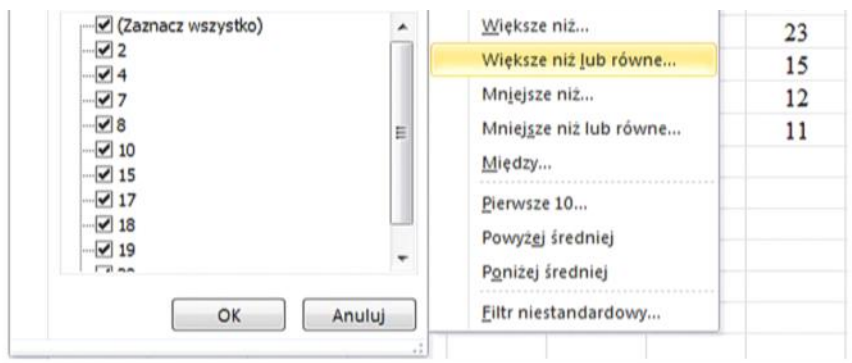 (Zaznacz wszystko)
2
4
7
8
10
15
17
18
19
OK
Anuluj
Większe niż...
Większe niż lub równe...
Mniejsze niż...
Mniejsze niż lub równe...
Między...
Pierwsze 10...
Powyżej średniej
Poniżej średniej
Filtr niestandardowy...
23
15
12
11